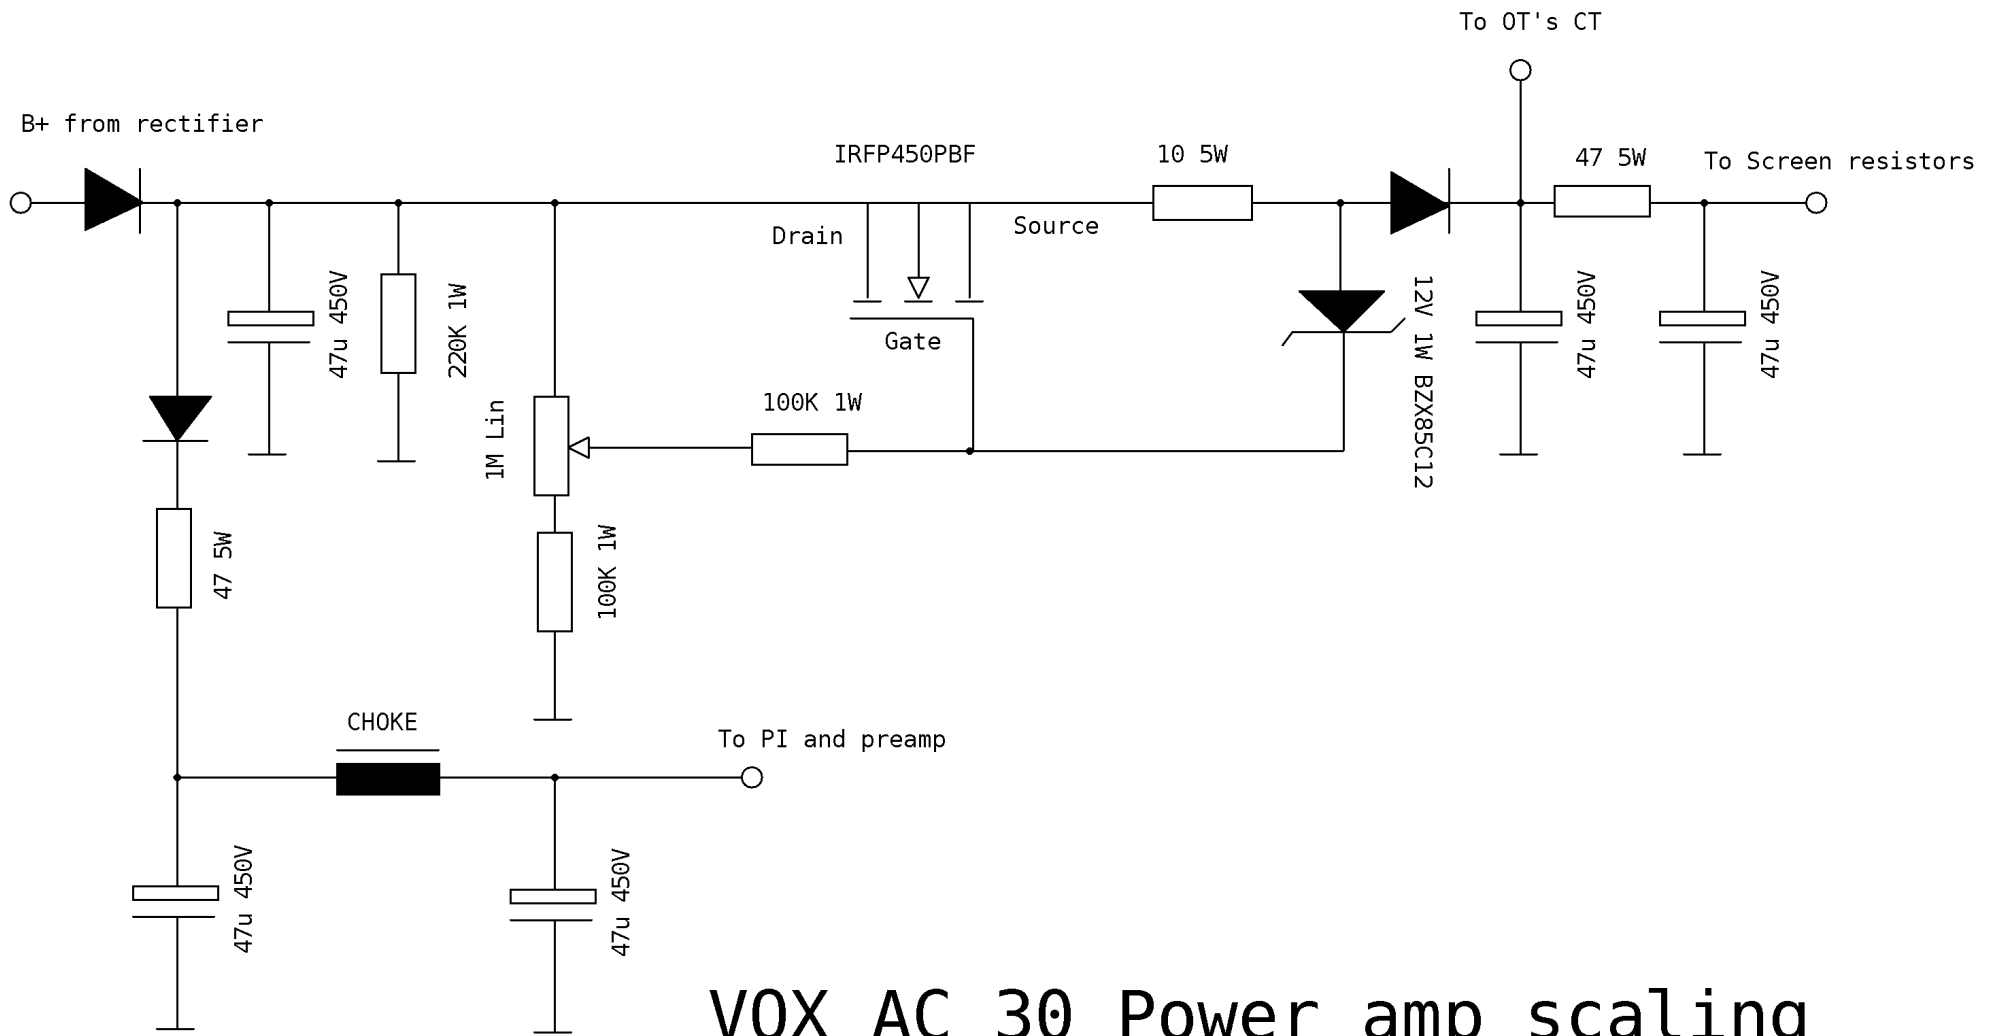 To OT's CT
B+ from rectifier
IRFP450PBF
10 5W
47 5W
To Screen resistors
Drain
Source
47u 450V
220K 1W
Gate
12V 1W BZX85C12
47u 450V
47u 450V
1M Lin
100K 1W
47 5W
100K 1W
CHOKE
To PI and preamp
47u 450V
47u 450V
VOX AC 30 Power amp scaling